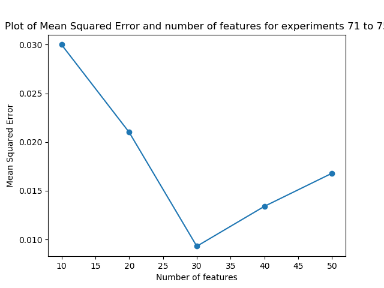 Plot of Mean Squared Error and number of features for experiments 71 to 7
0.030
0.025
0.020
0.015
0.010
Mean Squared Error
10 15 20 25 30 35 40 45 50
Number of features